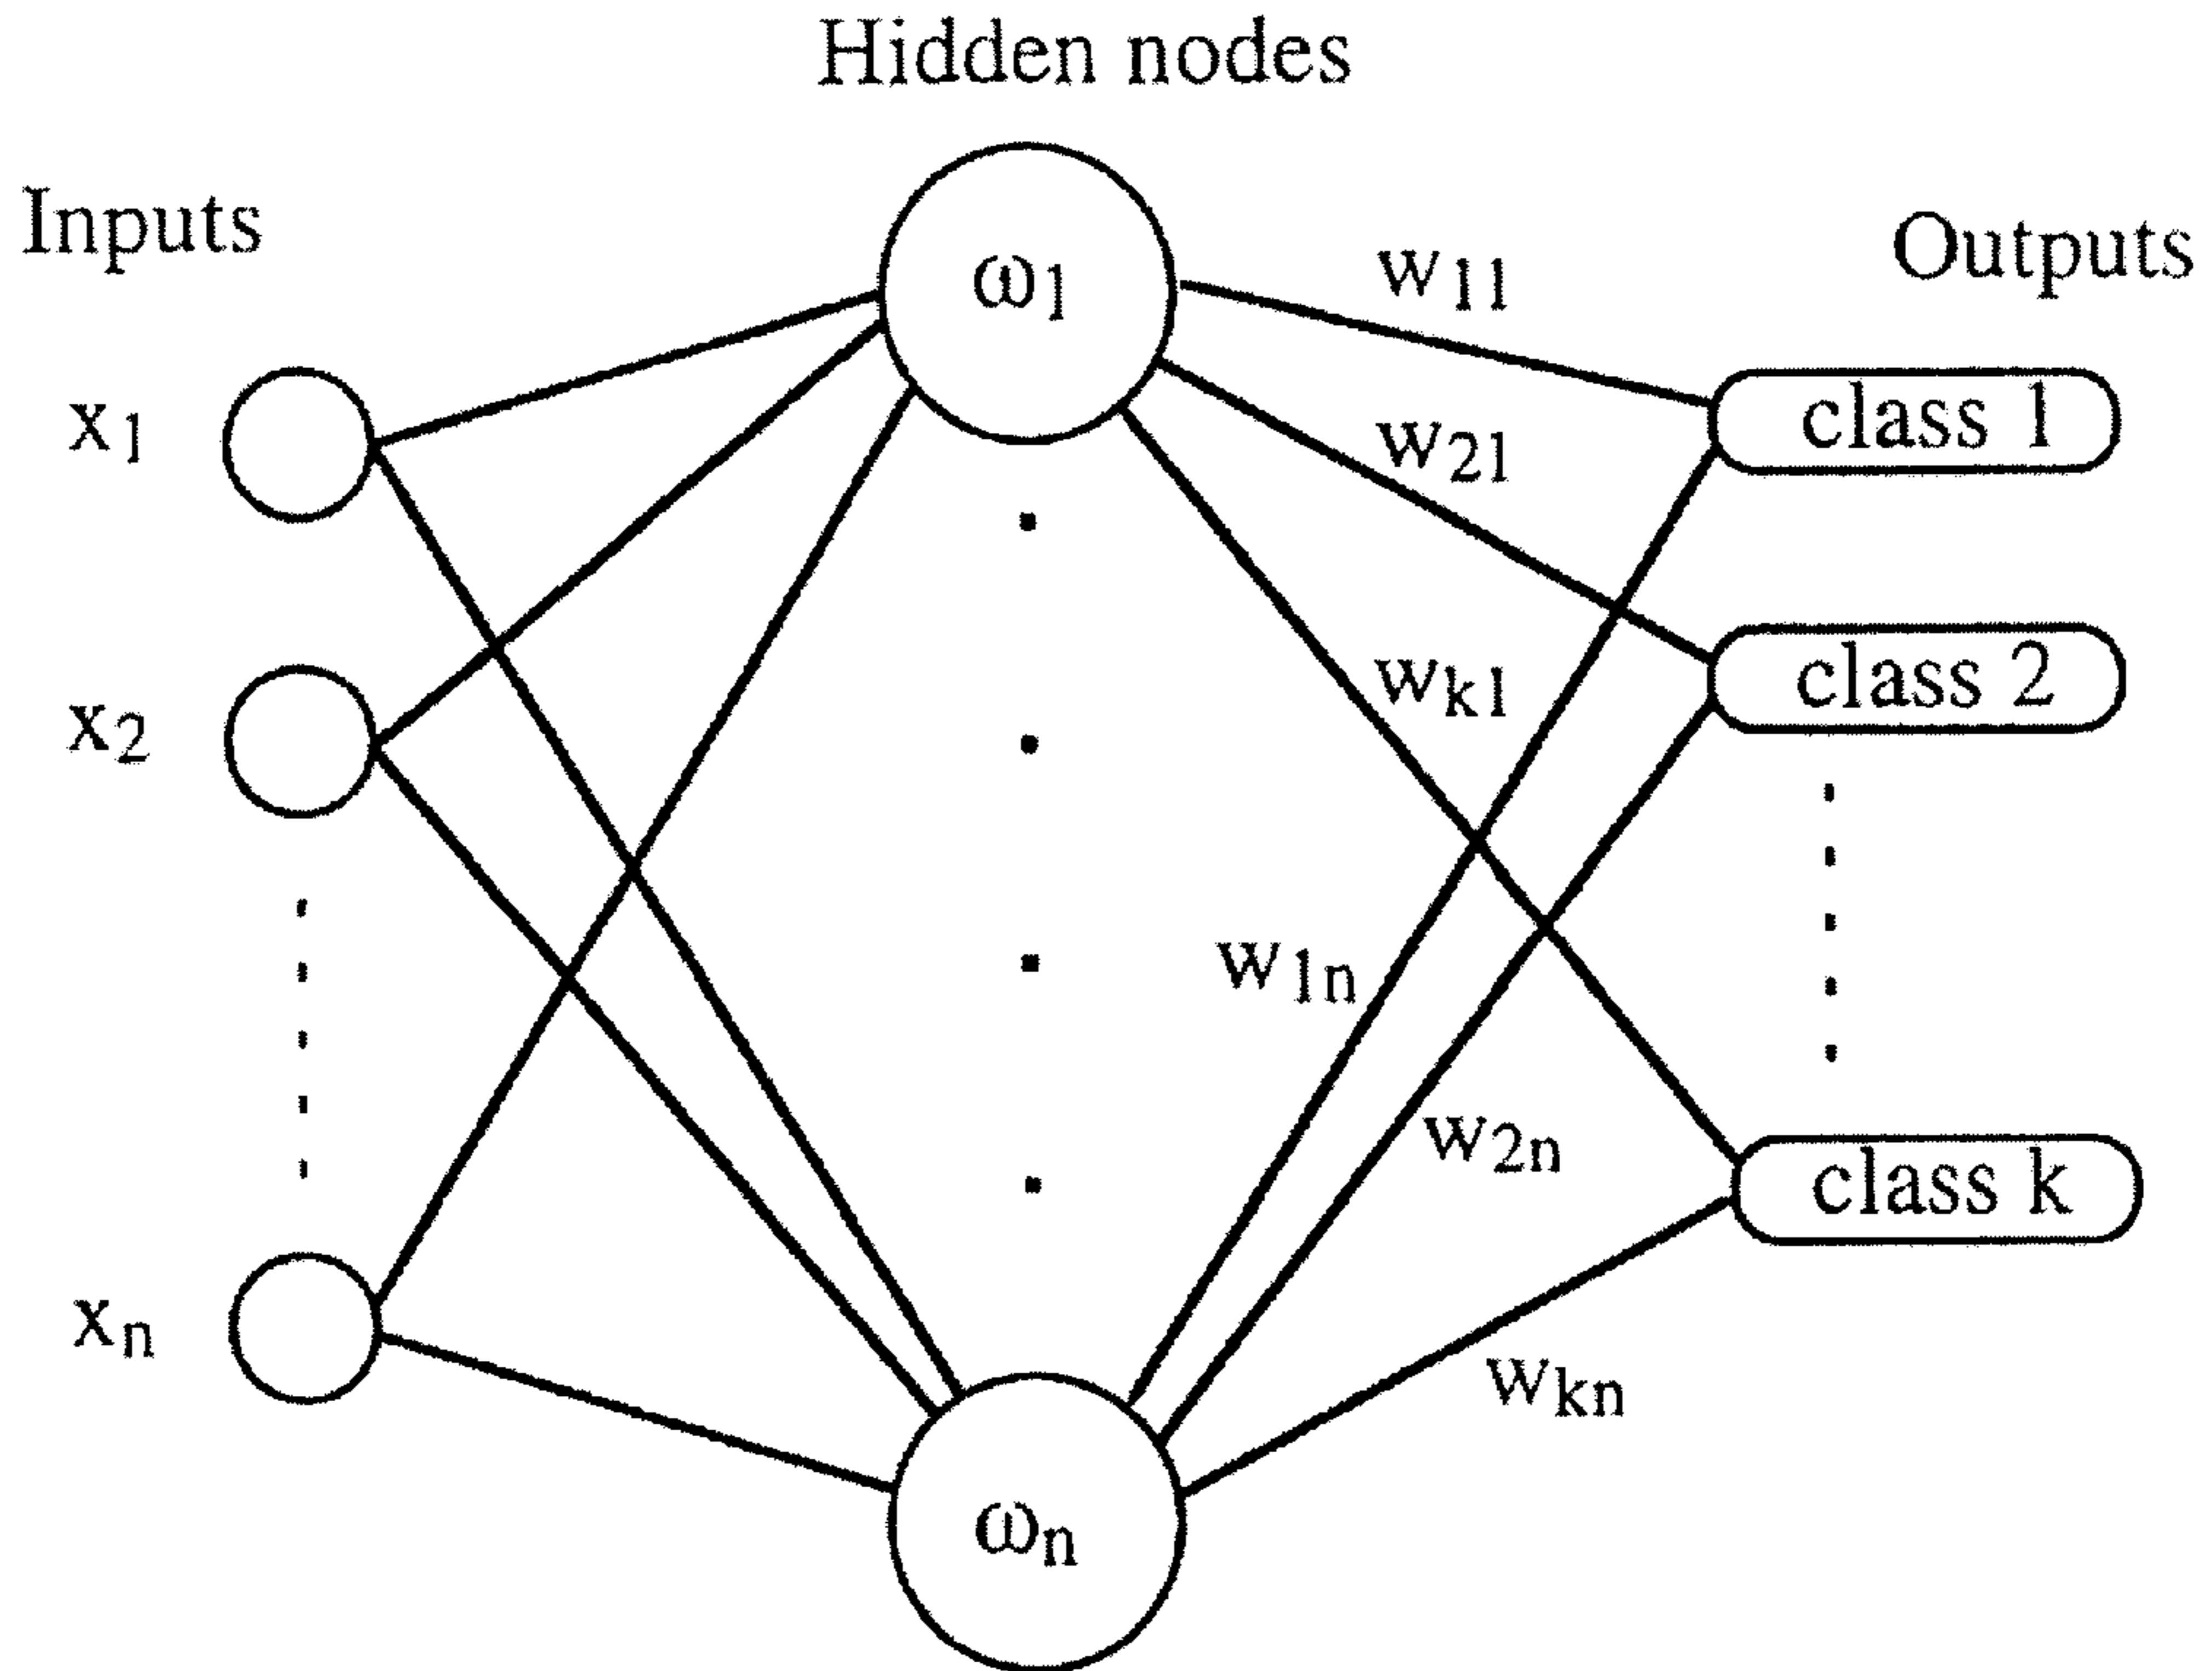 Hidden nodes
Inputs
Outputs
ω1
w11
x1
class 1
w21
x2
wk1
class 2
w1n
w2n
class k
xn
wkn
ωn